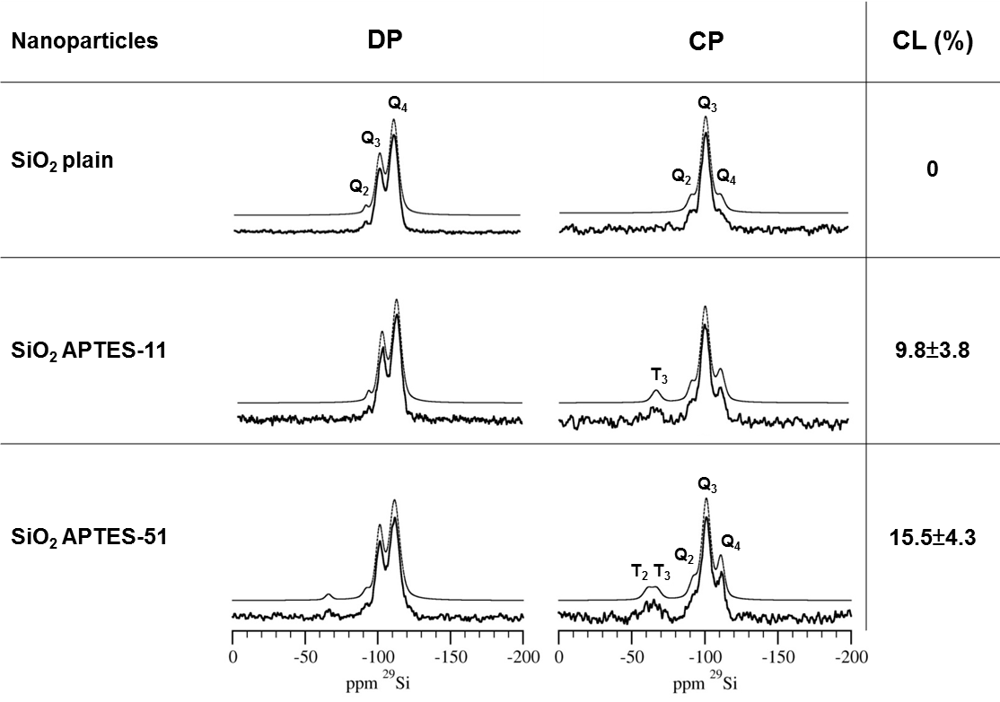 Nanoparticles DP CP CL (%)
Q₄ Q₃
Q₃
SiO₂ plain Q₂ Q₂ Q₄ 0
SiO₂ APTES-11 9.8±3.8
T₃
Q₃
SiO₂ APTES-51 Q₂ Q₄ 15.5±4.3
T₂ T₃
0 -50 -100 -150 -200 0 -50 -100 -150 -200
ppm ²⁹Si ppm ²⁹Si